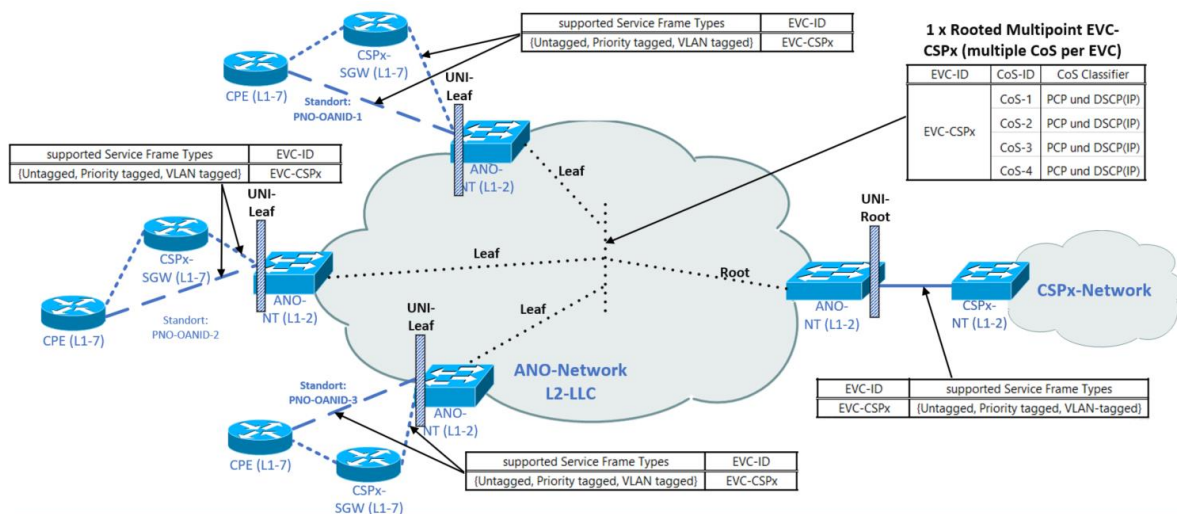 supported Service Frame Types EVC-ID
{Untagged, Priority tagged, VLAN tagged} EVC-CSPx
CSPx-
SGW (L1-7)
CPE (L1-7)
Standort:
PNO-OANID-1
UNI-
Leaf
ANO-
NT (L1-2)
Leaf
1 x Rooted Multipoint EVC-
CSPx (multiple CoS per EVC)
EVC-ID CoS-ID CoS Classifier
EVC-CSPx
CoS-1 PCP und DSCP(IP)
CoS-2 PCP und DSCP(IP)
CoS-3 PCP und DSCP(IP)
CoS-4 PCP und DSCP(IP)
supported Service Frame Types EVC-ID
{Untagged, Priority tagged, VLAN tagged} EVC-CSPx
UNI-
Leaf
CSPx-
SGW (L1-7)
CPE (L1-7)
Standort:
PNO-OANID-2
ANO-
NT (L1-2)
Leaf
Root
UNI-
Root
ANO-
NT (L1-2)
CSPx-
NT (L1-2)
CSPx-Network
UNI-
Leaf
Leaf
ANO-Network
L2-LLC
Standort:
PNO-OANID-3
ANO-
NT (L1-2)
CPE (L1-7)
CSPx-
SGW (L1-7)
EVC-ID supported Service Frame Types
EVC-CSPx {Untagged, Priority tagged, VLAN-tagged}
supported Service Frame Types EVC-ID
{Untagged, Priority tagged, VLAN tagged} EVC-CSPx